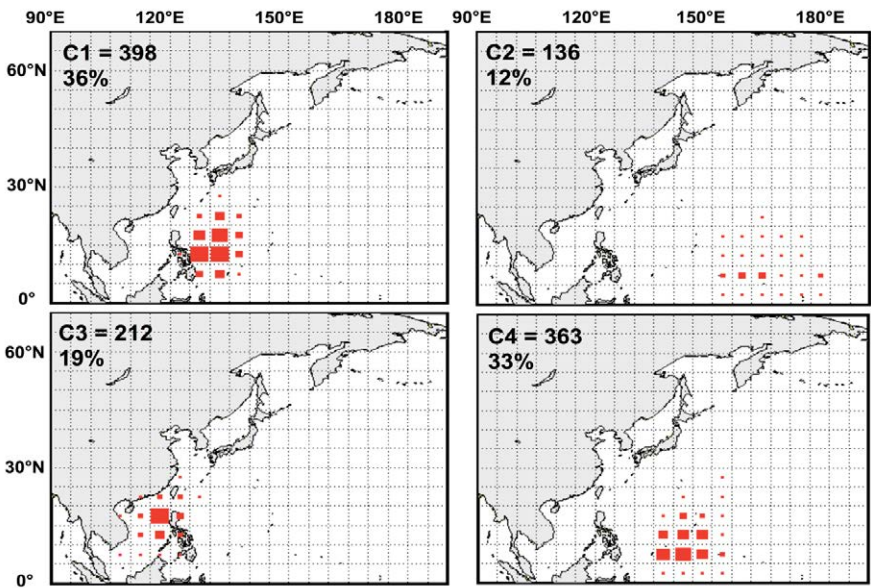 90°E 120°E 150°E
90°E 120°E 150°E 180°E
C1 = 398
36%
C2 = 136
12%
60°N
30°N
0°
C3 = 212
19%
C4 = 363
33%
60°N
30°N
0°